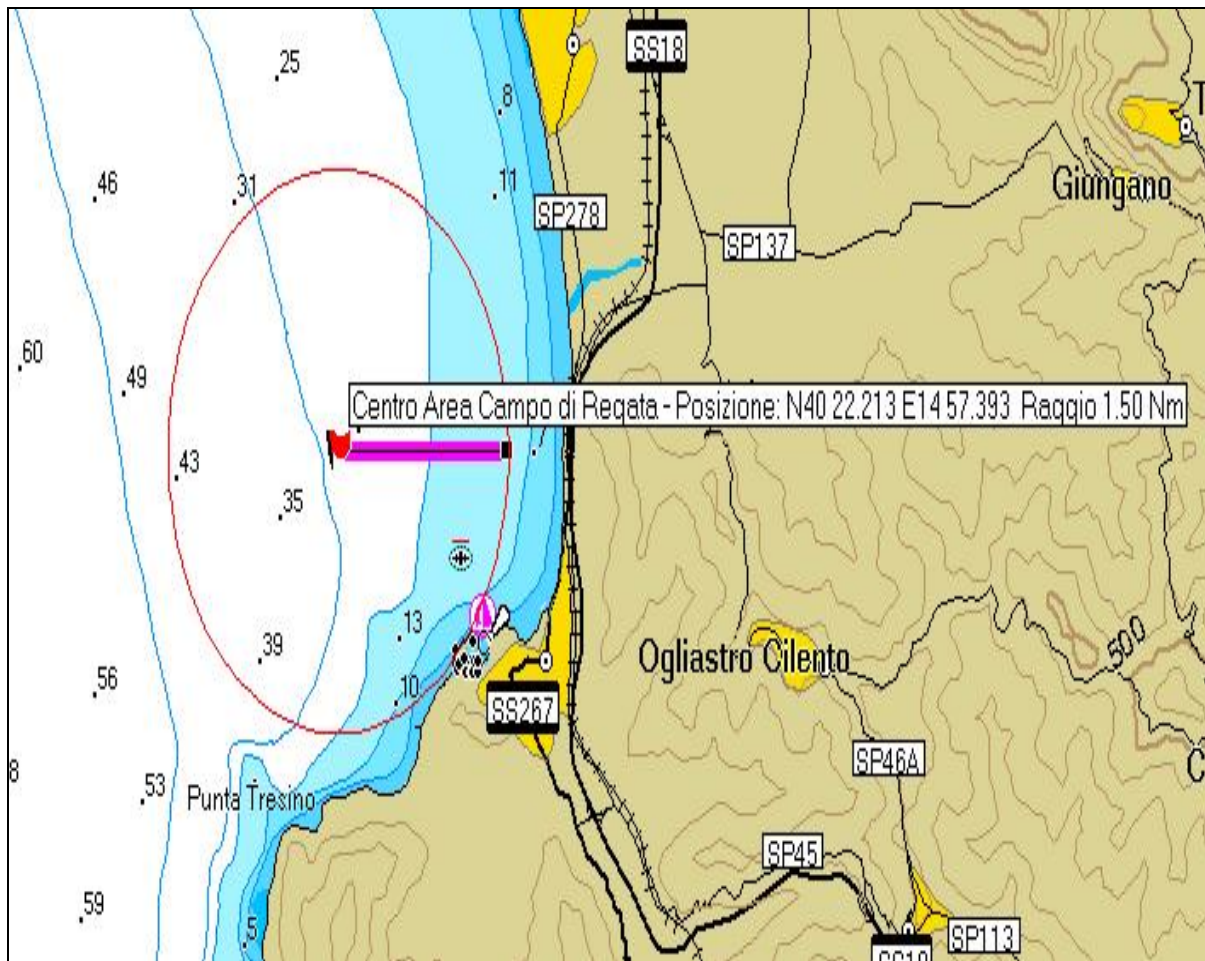 SS18
25
8
T
46
31
11
Giungano
SP278
SP137
60
49
Centro Area Campo di Regata - Posizione: N40 22.213 E14 57.393 Raggio 1.50 Nm
43
35
13
39
Ogliastro Cilento
500
56
10
SS267
SP46A
C
8
53
Punta Tresino
SP45
59
5
SP113
SS18